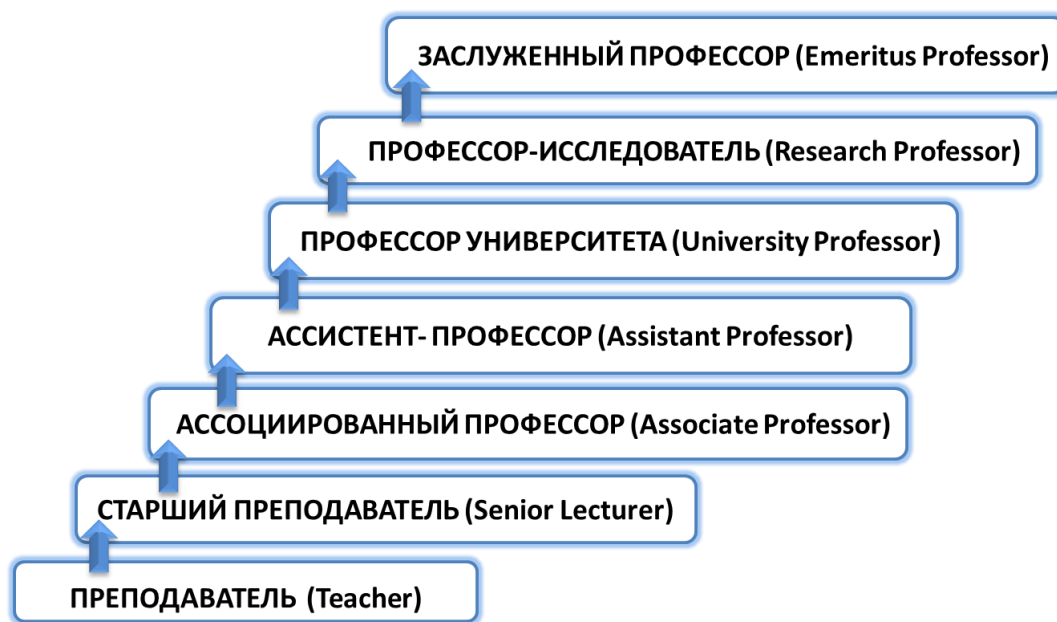 ЗАСЛУЖЕННЫЙ ПРОФЕССОР (Emeritus Professor)
ПРОФЕССОР-ИССЛЕДОВАТЕЛЬ (Research Professor)
ПРОФЕССОР УНИВЕРСИТЕТА (University Professor)
АССИСТЕНТ- ПРОФЕССОР (Assistant Professor)
АССОЦИИРОВАННЫЙ ПРОФЕССОР (Associate Professor)
СТАРШИЙ ПРЕПОДАВАТЕЛЬ (Senior Lecturer)
ПРЕПОДАВАТЕЛЬ (Teacher)